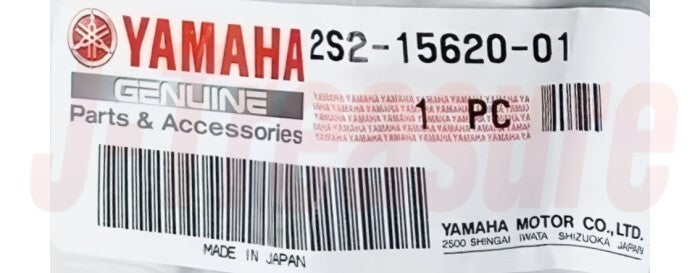 YAMAHA 2S2-15620-01
GENUINE
Parts & Accessories 1 PC
MADE IN JAPAN
YAMAHA MOTOR CO., LTD.
2500 SHINGAI IWATA SHIZUOKA JAPAN